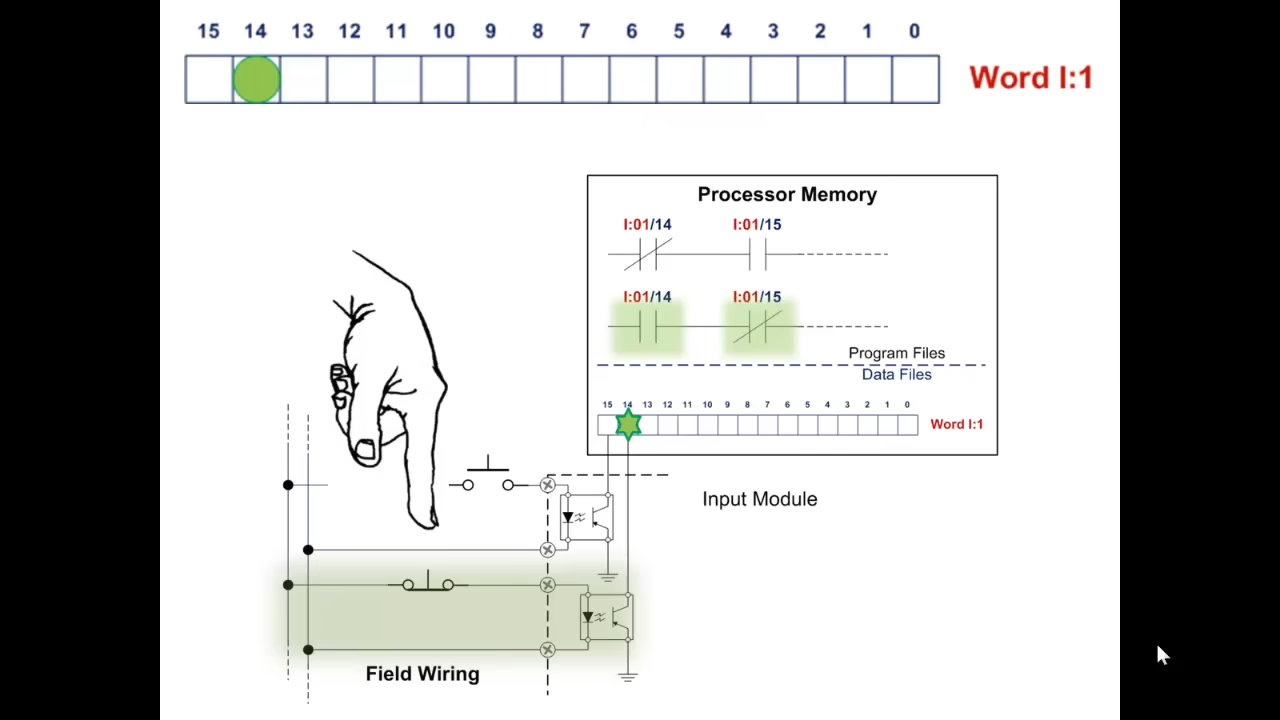 15 14 13 12 11 10 9 8 7 6 5 4 3 2 1 0
Word I:1
Processor Memory
I:01/14 I:01/15
I:01/14 I:01/15
Program Files
Data Files
15 14 13 12 11 10 9 8 7 6 5 4 3 2 1 0
Word I:1
Input Module
Field Wiring